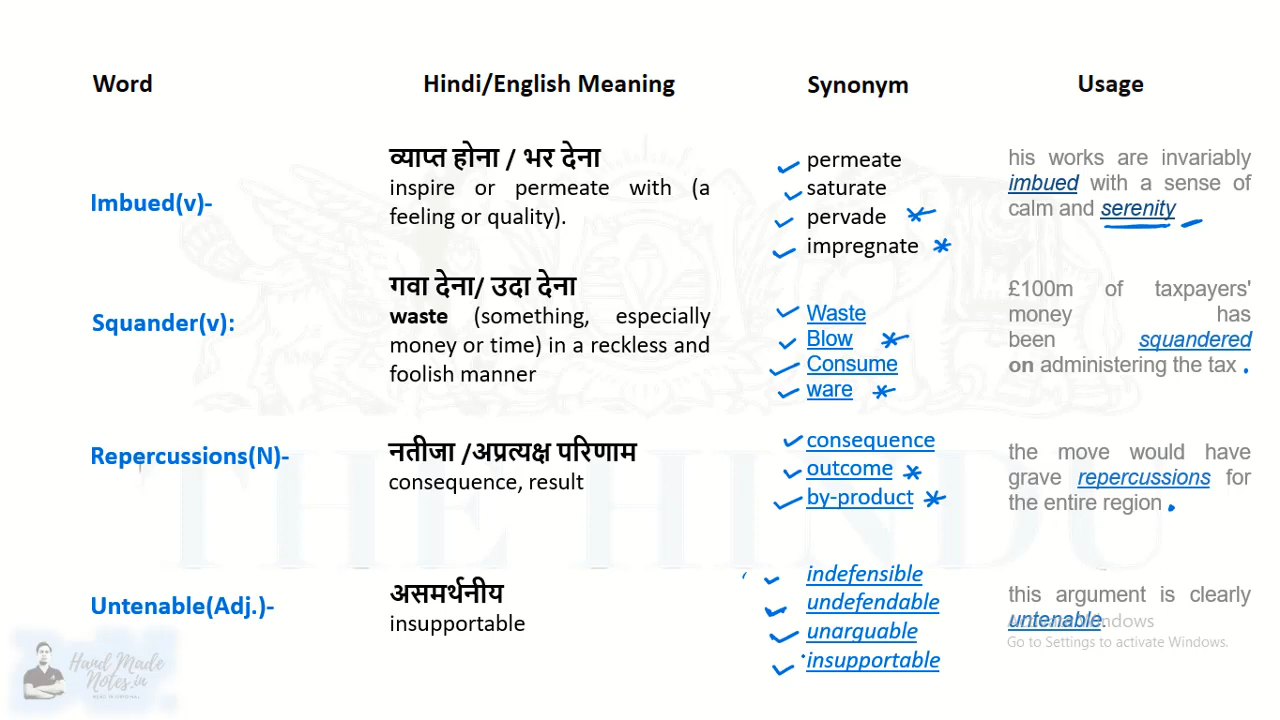 Word Hindi/English Meaning Synonym Usage
Imbued(v)-
व्याप्त होना / भर देना
inspire or permeate with (a
feeling or quality).
permeate
saturate
pervade
impregnate
his works are invariably
imbued with a sense of
calm and serenity
Squander(v):
गवा देना/ उदा देना
waste (something, especially
money or time) in a reckless and
foolish manner
Waste
Blow
Consume
ware
£100m of taxpayers'
money has
been squandered
on administering the tax .
Repercussions(N)-
नतीजा /अप्रत्यक्ष परिणाम
consequence, result
consequence
outcome
by-product
the move would have
grave repercussions for
the entire region .
Untenable(Adj.)-
असमर्थनीय
insupportable
indefensible
undefendable
unarguable
insupportable
this argument is clearly
untenable.
Activate Windows
Go to Settings to activate Windows.
THE HINDU
Hand Made
Notes.in